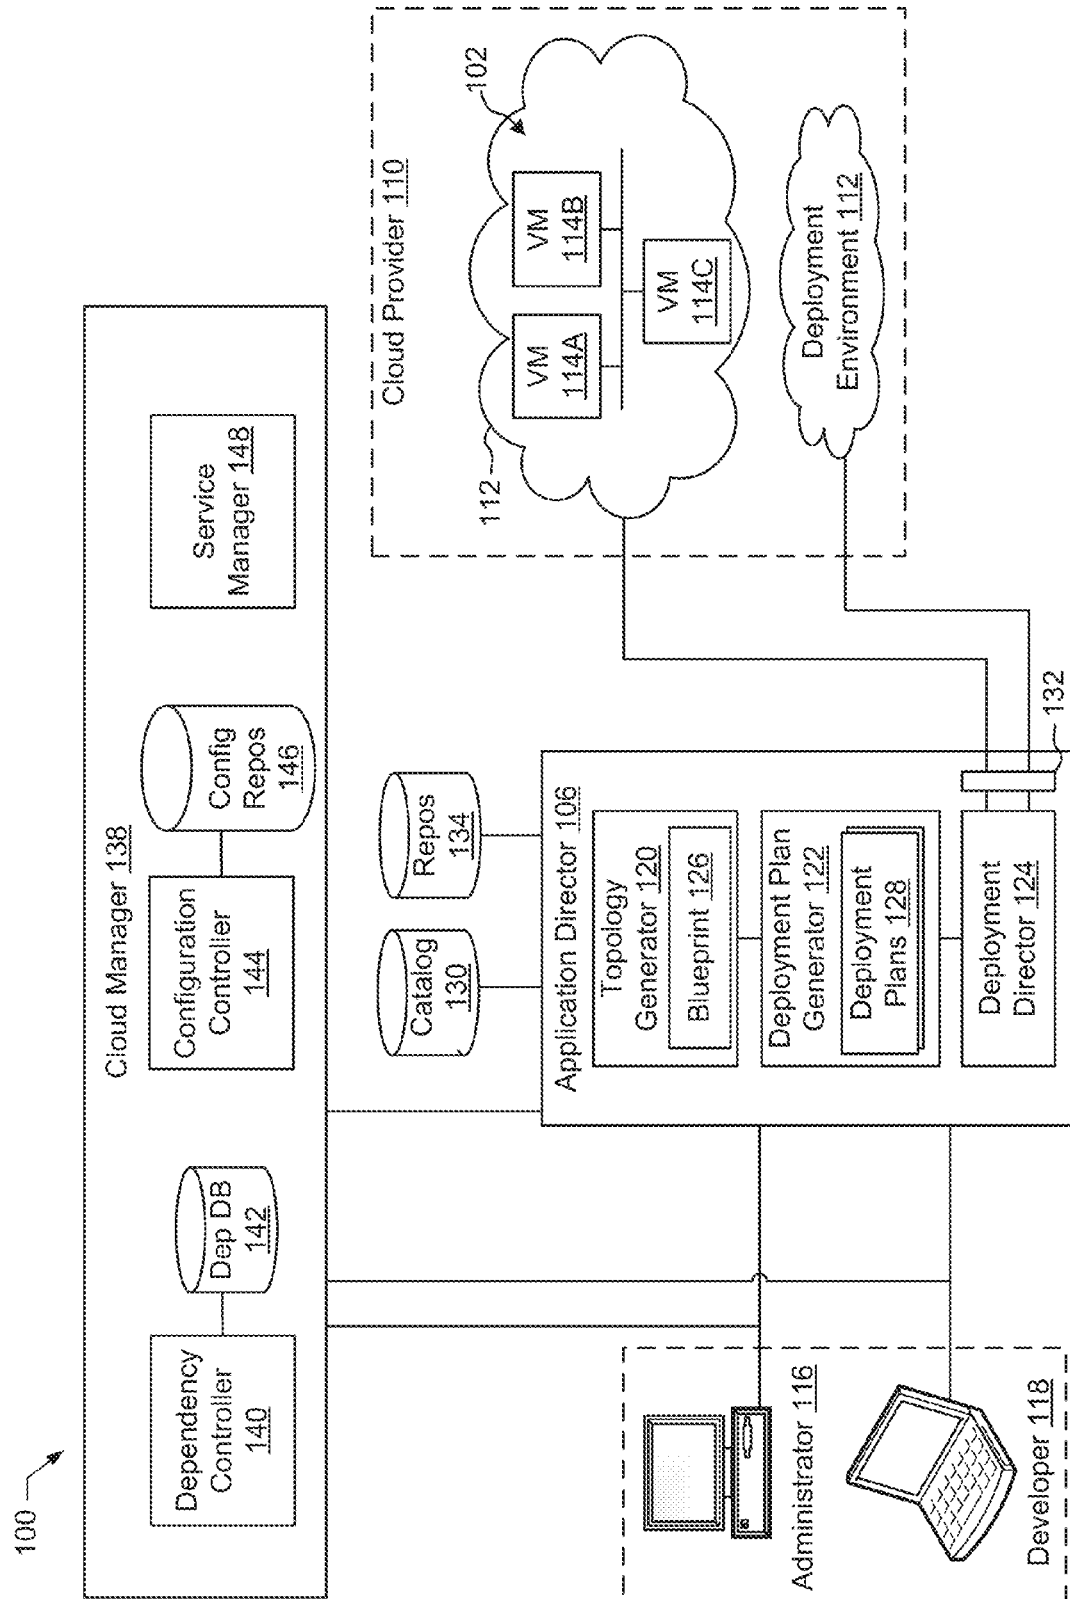 100
Cloud Manager 138
Dependency
Controller
140
Dep DB
142
Configuration
Controller
144
Config
Repos
146
Service
Manager 148
Catalog
130
Repos
134
Cloud Provider 110
112
102
VM
114A
VM
114B
VM
114C
Deployment
Environment 112
Application Director 106
Topology
Generator 120
Blueprint 126
Deployment Plan
Generator 122
Deployment
Plans 128
Deployment
Director 124
132
Administrator 116
Developer 118